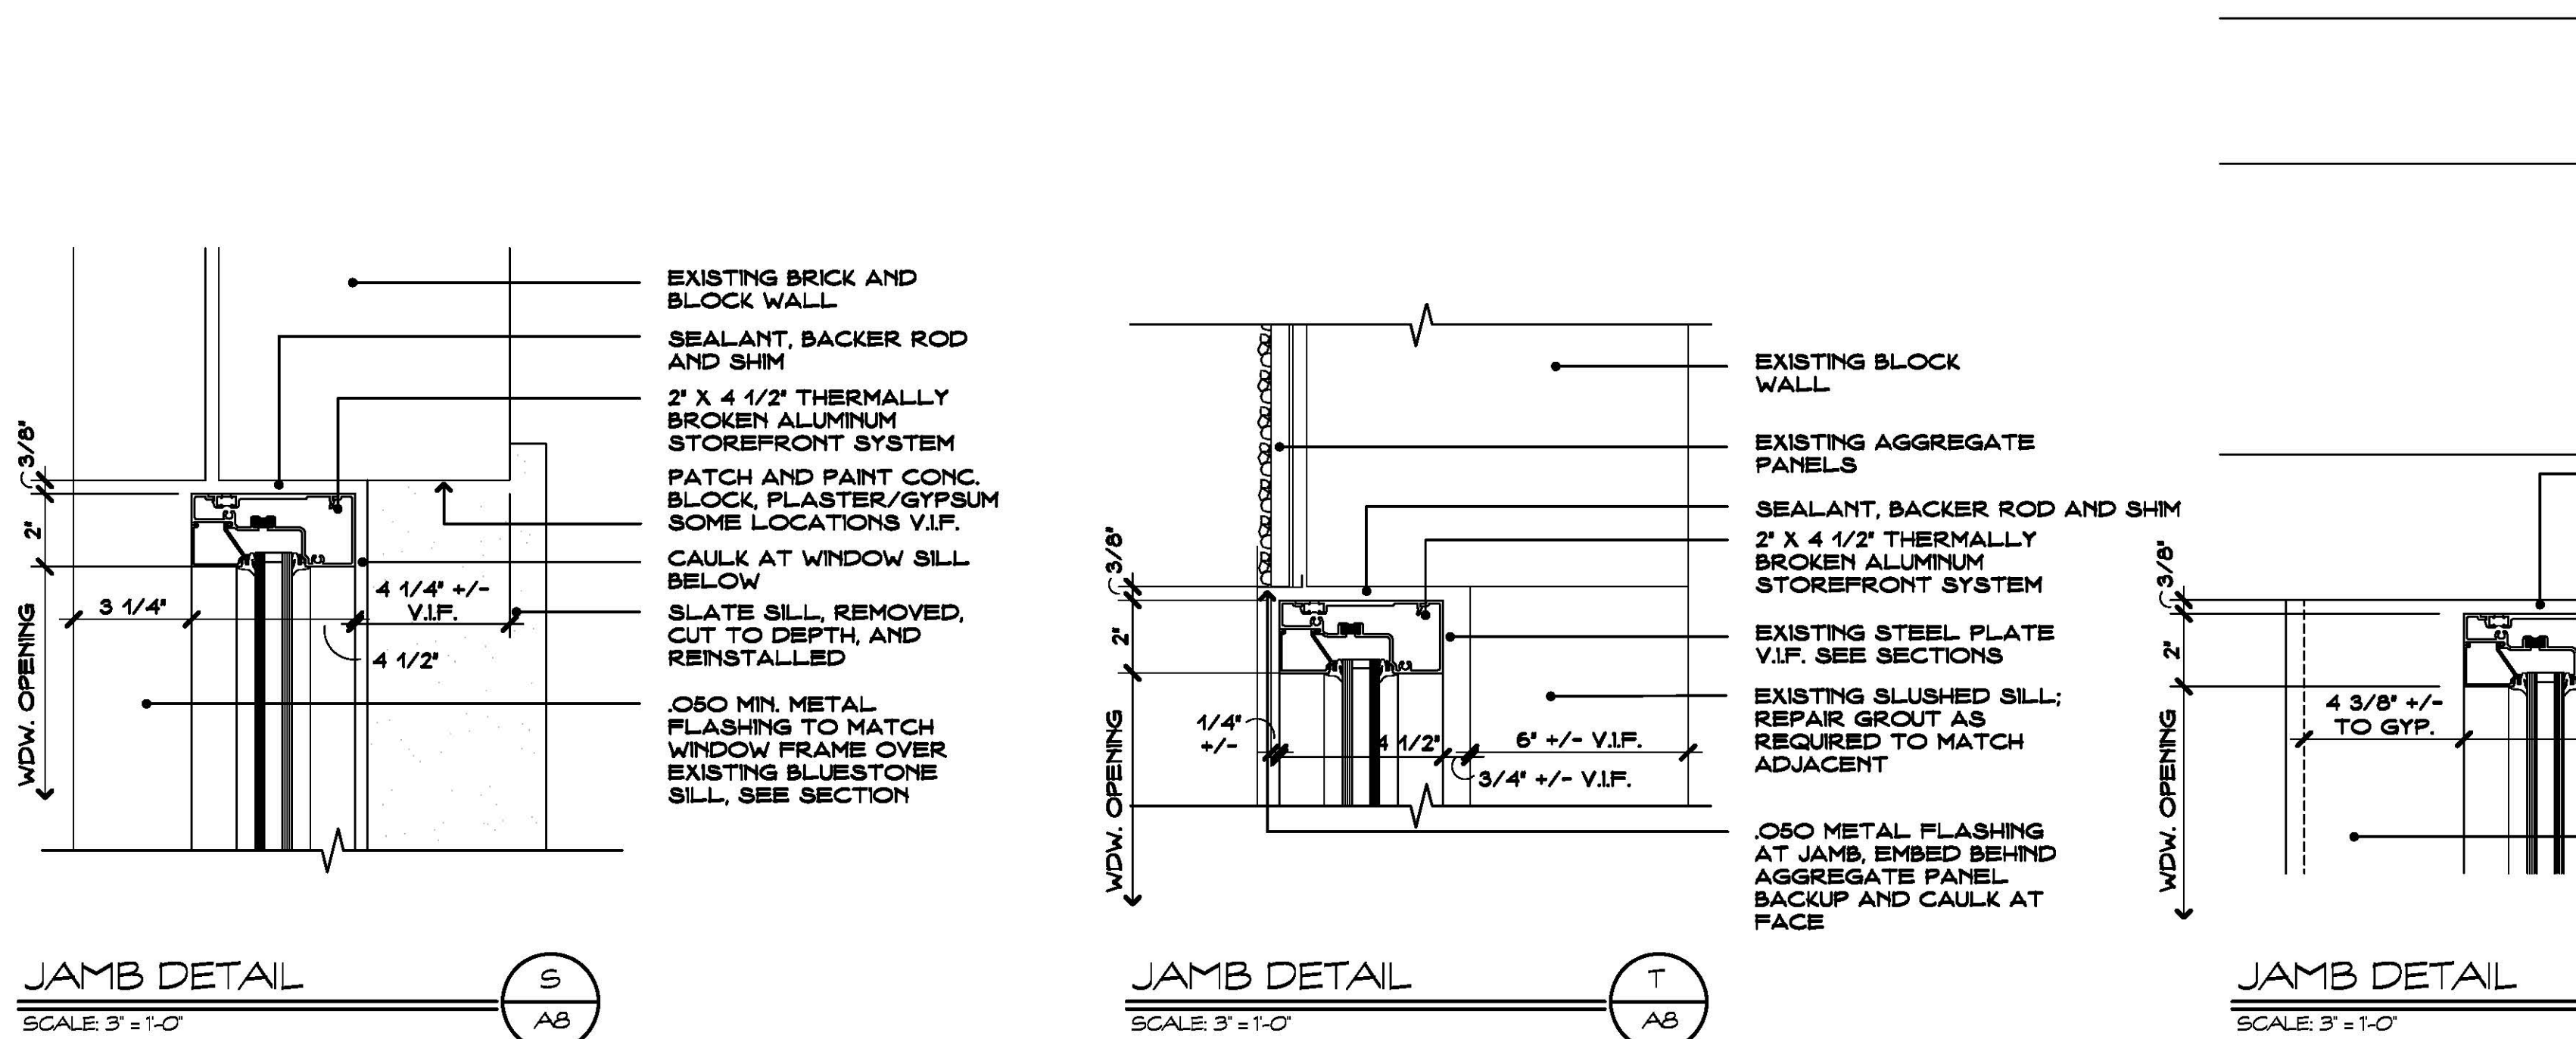 EXISTING BRICK AND
BLOCK WALL
SEALANT, BACKER ROD
AND SHIM
2" X 4 1/2" THERMALLY
BROKEN ALUMINUM
STOREFRONT SYSTEM
PATCH AND PAINT CONC.
BLOCK, PLASTER/GYPSUM
SOME LOCATIONS V.I.F.
CAULK AT WINDOW SILL
BELOW
SLATE SILL, REMOVED,
CUT TO DEPTH, AND
REINSTALLED
.050 MIN. METAL
FLASHING TO MATCH
WINDOW FRAME OVER
EXISTING BLUESTONE
SILL, SEE SECTION
3/8"
2"
WDW. OPENING
3 1/4"
4 1/4" +/-
V.I.F.
4 1/2"
JAMB DETAIL
SCALE: 3" = 1'-0"
S
A8
EXISTING BLOCK
WALL
EXISTING AGGREGATE
PANELS
SEALANT, BACKER ROD AND SHIM
2" X 4 1/2" THERMALLY
BROKEN ALUMINUM
STOREFRONT SYSTEM
EXISTING STEEL PLATE
V.I.F. SEE SECTIONS
EXISTING SLUSHED SILL;
REPAIR GROUT AS
REQUIRED TO MATCH
ADJACENT
.050 METAL FLASHING
AT JAMB, EMBED BEHIND
AGGREGATE PANEL
BACKUP AND CAULK AT
FACE
3/8"
2"
WDW. OPENING
1/4"
+/-
4 1/2"
6" +/- V.I.F.
3/4" +/- V.I.F.
JAMB DETAIL
SCALE: 3" = 1'-0"
T
A8
3/8"
2"
WDW. OPENING
4 3/8" +/-
TO GYP.
JAMB DETAIL
SCALE: 3" = 1'-0"